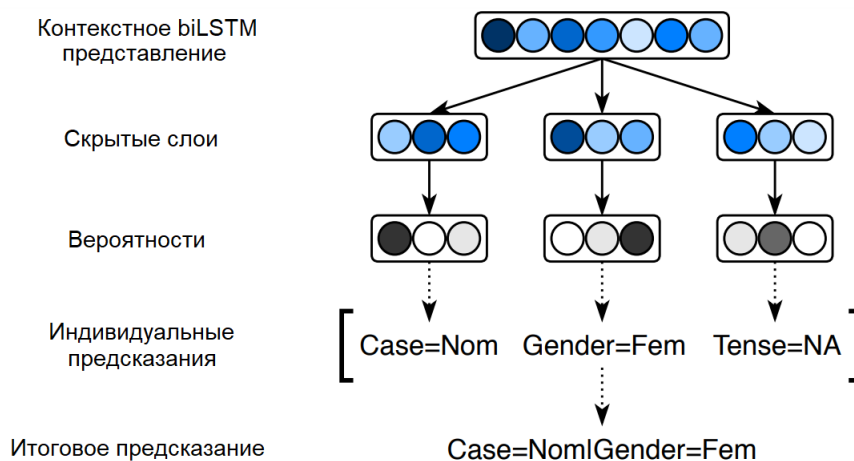 Контекстное biLSTM
представление
Скрытые слои
Вероятности
Индивидуальные
предсказания
[ Case=Nom Gender=Fem Tense=NA ]
Итоговое предсказание
Case=Nom|Gender=Fem